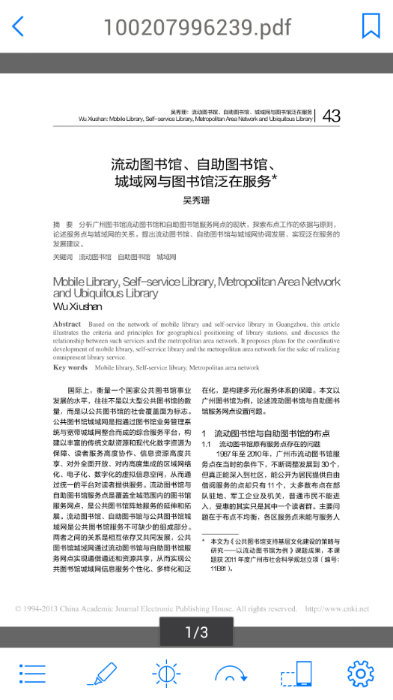 100207996239.pdf
吴秀珊：流动图书馆、自助图书馆、城域网与图书馆泛在服务
Wu Xiushan: Mobile Library, Self-service Library, Metropolitan Area Network and Ubiquitous Library
43
流动图书馆、自助图书馆、
城域网与图书馆泛在服务*
吴秀珊
摘 要 分析广州图书馆流动图书馆和自助图书馆服务网点的现状，探索布点工作的依据与原则，
论述服务点与城域网的关系。提出流动图书馆、自助图书馆与城域网协调发展，实现泛在服务的
发展建议。
关键词 流动图书馆 自助图书馆 城域网
Mobile Library, Self-service Library, Metropolitan Area Network
and Ubiquitous Library
Wu Xiushan
Abstract Based on the network of mobile library and self-service library in Guangzhou, this article
illustrates the criteria and principles for geographical positioning of library stations, and discusses the
relationship between such services and the metropolitan area network. It proposes plans for the coordinative
development of mobile library, self-service library and the metropolitan area network for the sake of realizing
omnipresent library service.
Key words Mobile library, Self-service library, Metropolitan area network
国际上，衡量一个国家公共图书馆事业
发展的水平，往往不是以大型公共图书馆的数
量，而是以公共图书馆的社会覆盖面为标志。
公共图书馆城域网是指通过图书馆业务管理系
统与宽带城域网整合而成的综合服务平台，构
建以丰富的传统文献资源和现代化数字资源为
保障、读者服务高度协作、信息资源高度共
享、对外全面开放、对内高度集成的区域网络
化、电子化、数字化的虚拟信息空间，从而通
过统一的平台对读者提供服务。流动图书馆与
自助图书馆服务点是覆盖全域范围内的图书馆
服务网点，是公共图书馆阵地服务的延伸和拓
展。流动图书馆、自助图书馆与公共图书馆城
域网是公共图书馆服务不可缺少的组成部分。
两者之间的关系是相互依存又共同发展，公共
图书馆城域网通过流动图书馆与自助图书馆服
务网点实现通借通还和资源共享，从而实现公
共图书馆城域网信息服务个性化、多样化和泛
在化，是构建多元化服务体系的保障。本文以
广州图书馆为例，论述流动图书馆与自助图书
馆服务网点设置问题。
1 流动图书馆与自助图书馆的布点
1.1 流动图书馆原有服务点存在的问题
1987年至2010年，广州市流动图书馆服
务点在当时的条件下，不断调整发展到30个，
但真正能深入到社区，能公开为居民提供自由
借阅服务的点却只有11个，大多数布点在部
队驻地、军工企业及机关，普通市民不能进
入，受惠的其实只是其中一个读者群。主要问
题在于布点不均衡，各区服务点未能与服务人
* 本文为《公共图书馆支持基层文化建设的策略与
研究——以流动图书馆为例》课题成果，本课
题获2011年度广州市社会科学规划立项（编号：
11B81）。
© 1994-2013 China Academic Journal Electronic Publishing House. All rights reserved. http://www.cnki.net
1/3